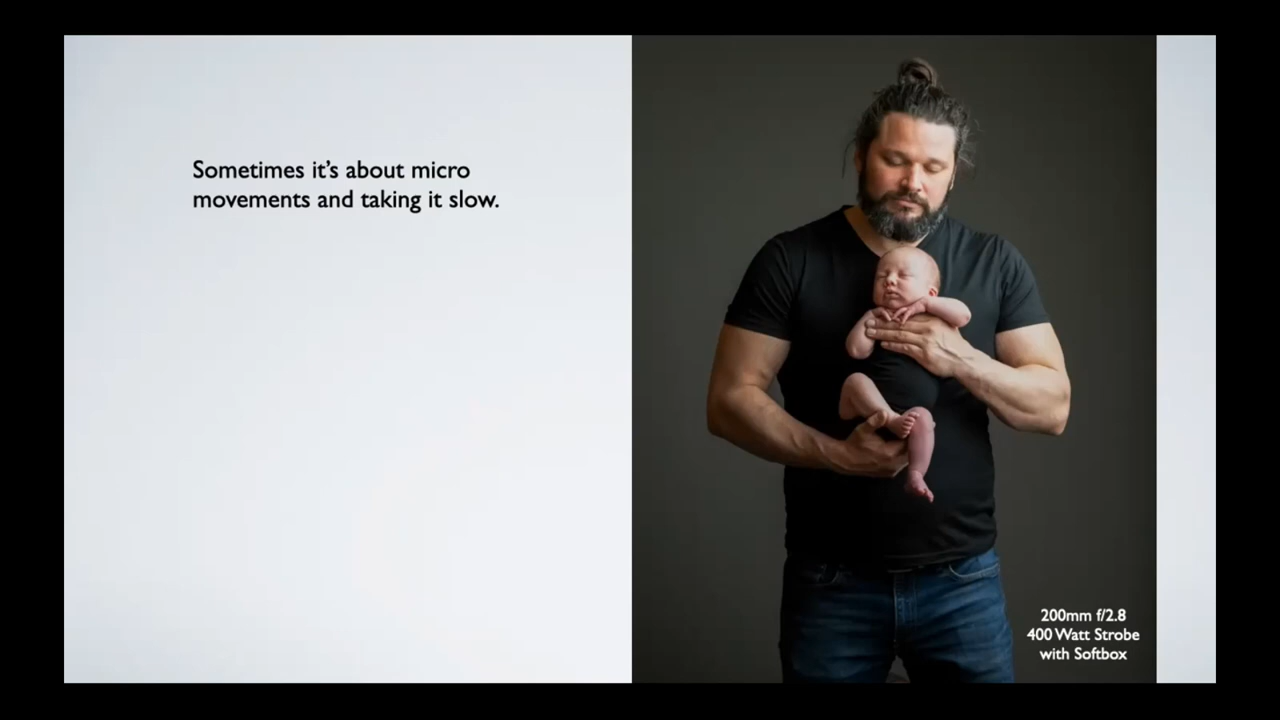 Sometimes it's about micro
movements and taking it slow.
200mm f/2.8
400 Watt Strobe
with Softbox